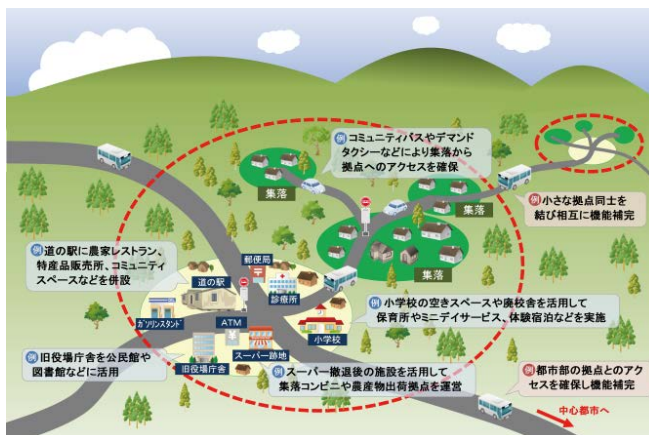 例 コミュニティバスやデマンド
タクシーなどにより集落から
拠点へのアクセスを確保
集落
集落
集落
例 小さな拠点同士を
結び相互に機能補完
例 道の駅に農家レストラン、
特産品販売所、コミュニティ
スペースなどを併設
郵便局
道の駅
診療所
ガソリンスタンド
ATM
小学校
例 小学校の空きスペースや廃校舎を活用して
保育所やミニデイサービス、体験宿泊などを実施
例 旧役場庁舎を公民館や
図書館などに活用
旧役場庁舎
スーパー跡地
例 スーパー撤退後の施設を活用して
集落コンビニや農産物出荷拠点を運営
例 都市部の拠点とのアク
セスを確保し機能補完
中心都市へ